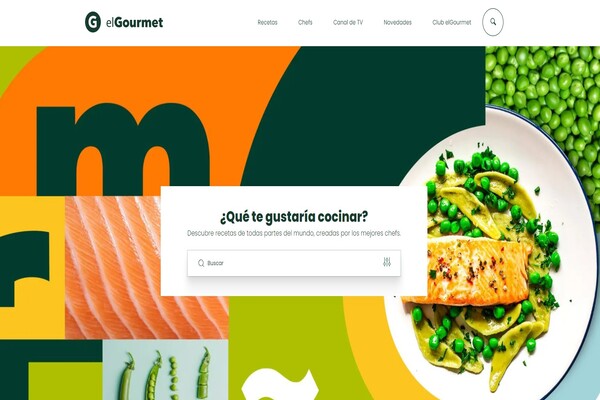 G elGourmet
Recetas Chefs Canal de TV Novedades Club elGourmet
m
r
ñ
¿Qué te gustaría cocinar?
Descubre recetas de todas partes del mundo, creadas por los mejores chefs.
Buscar